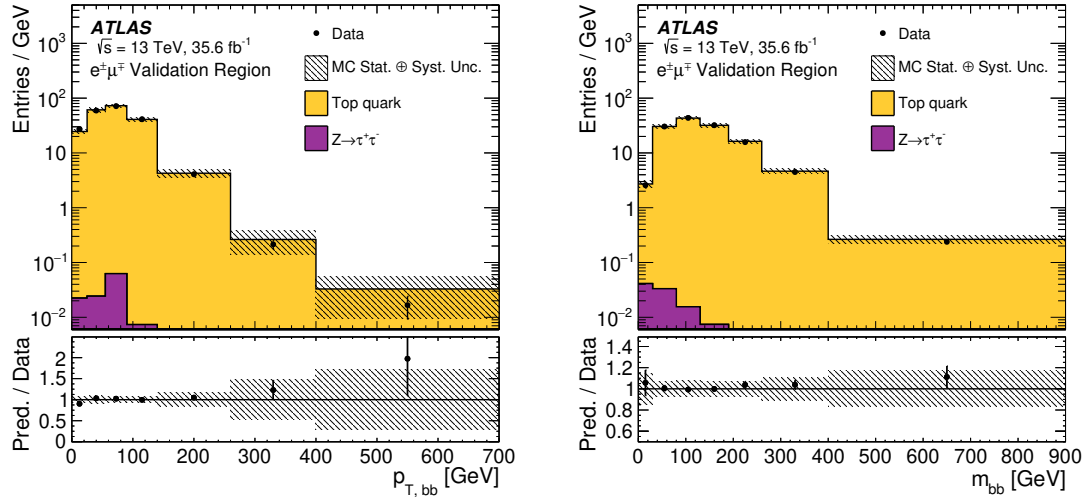 ATLAS
√s = 13 TeV, 35.6 fb⁻¹
e±μ∓ Validation Region
Data
MC Stat. ⊕ Syst. Unc.
Top quark
Z→τ⁺τ⁻
Entries / GeV
10³
10²
10
1
10⁻¹
10⁻²
Pred. / Data
2
1.5
1
0.5
0
0 100 200 300 400 500 600 700
p_T, bb [GeV]
ATLAS
√s = 13 TeV, 35.6 fb⁻¹
e±μ∓ Validation Region
Data
MC Stat. ⊕ Syst. Unc.
Top quark
Z→τ⁺τ⁻
Entries / GeV
10³
10²
10
1
10⁻¹
10⁻²
Pred. / Data
1.4
1.2
1
0.8
0.6
0 100 200 300 400 500 600 700 800 900
m_bb [GeV]